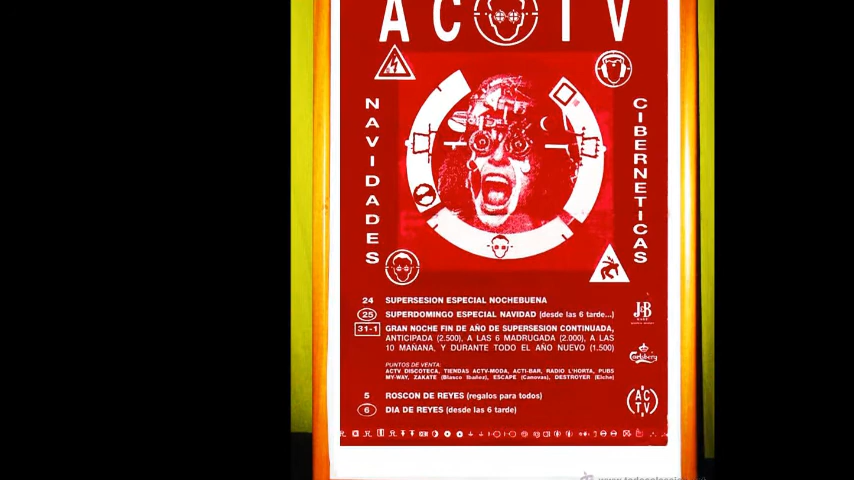 ACTV
NAVIDADES
CIBERNETICAS
24 SUPERSESION ESPECIAL NOCHEBUENA
25 SUPERDOMINGO ESPECIAL NAVIDAD (desde las 6 tarde...)
31-1 GRAN NOCHE FIN DE AÑO DE SUPERSESION CONTINUADA,
ANTICIPADA (2.500), A LAS 6 MADRUGADA (2.000), A LAS
10 MAÑANA, Y DURANTE TODO EL AÑO NUEVO (1.500)
PUNTOS DE VENTA:
ACTV DISCOTECA, TIENDAS ACTV-MODA, ACTI-BAR, RADIO L'HORTA, PUBS
MY-WAY, ZAKATE (Blasco Ibañez), ESCAPE (Canovas), DESTROYER (Elche)
5 ROSCON DE REYES (regalos para todos)
6 DIA DE REYES (desde las 6 tarde)
J&B
Carlsberg
ACTV